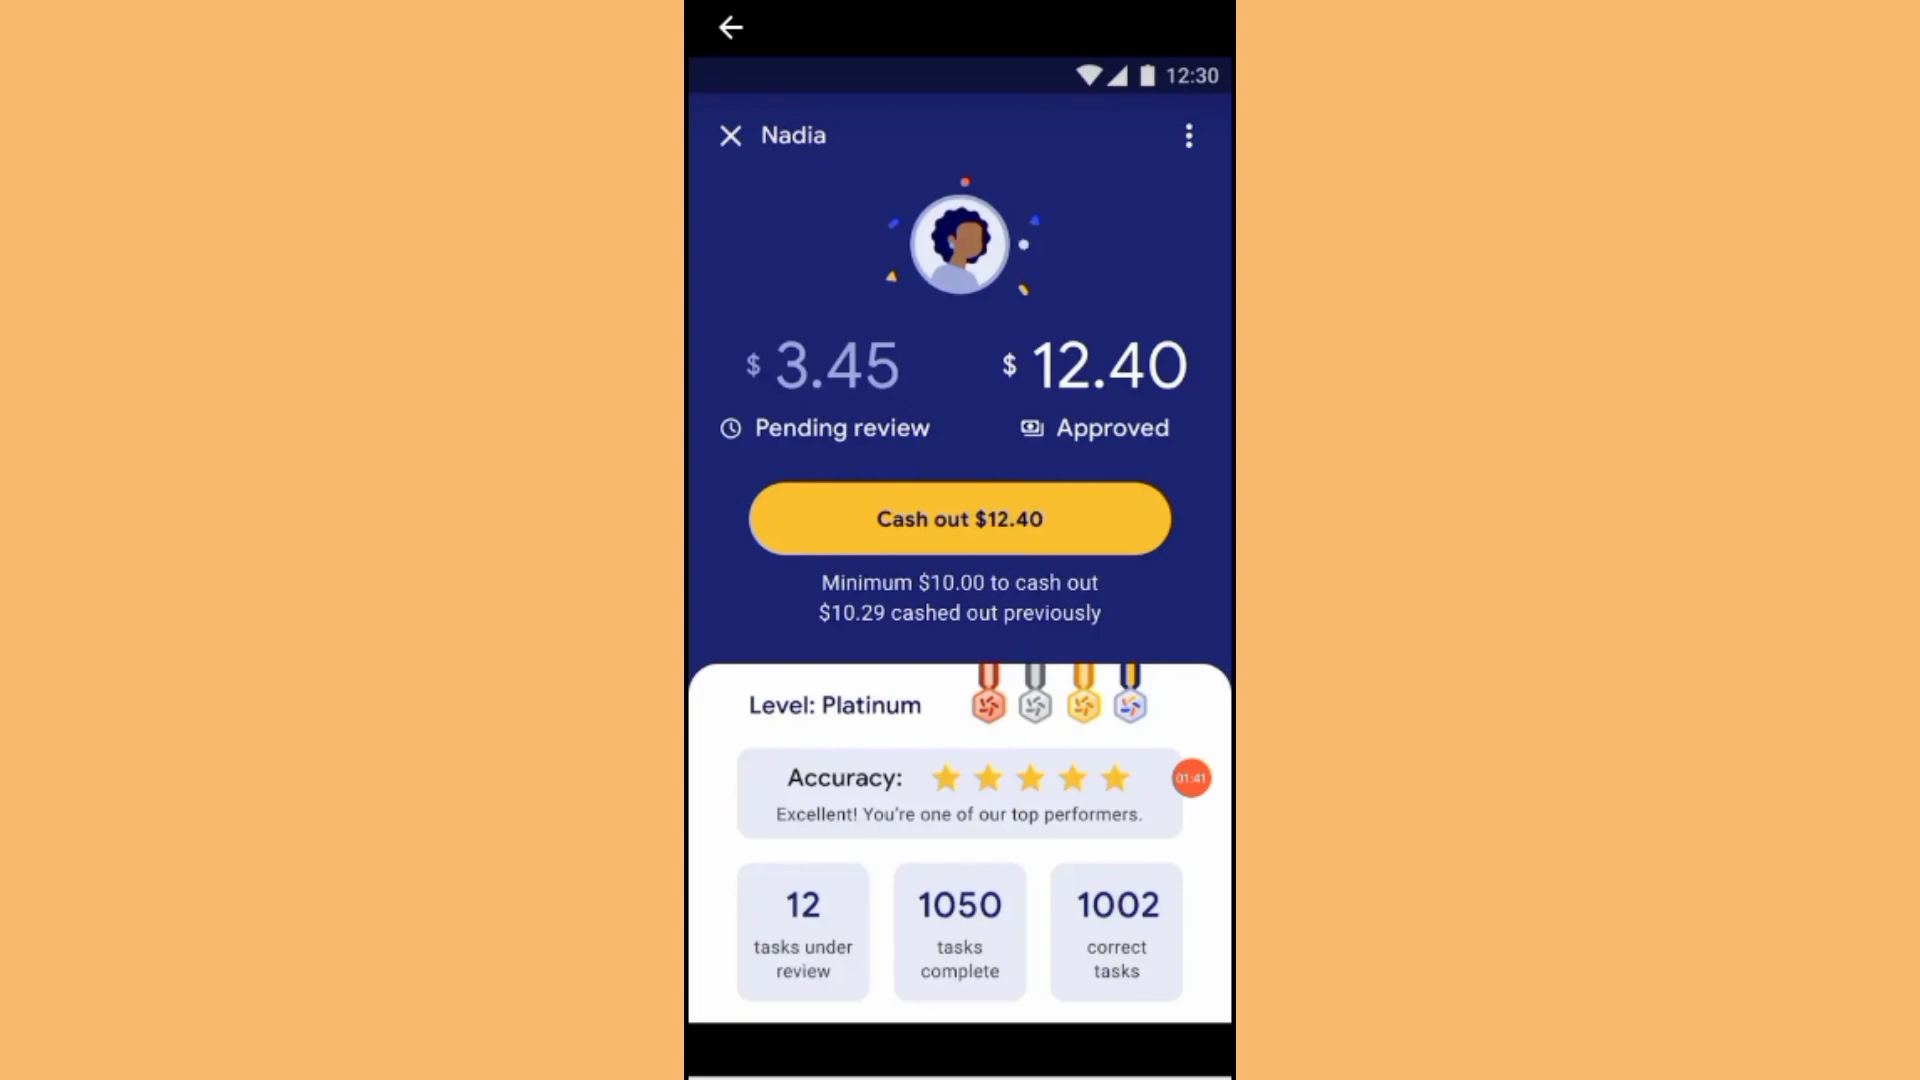 12:30
Nadia
$ 3.45
$ 12.40
Pending review
Approved
Cash out $12.40
Minimum $10.00 to cash out
$10.29 cashed out previously
Level: Platinum
Accuracy:
01:41
Excellent! You're one of our top performers.
12
tasks under
review
1050
tasks
complete
1002
correct
tasks